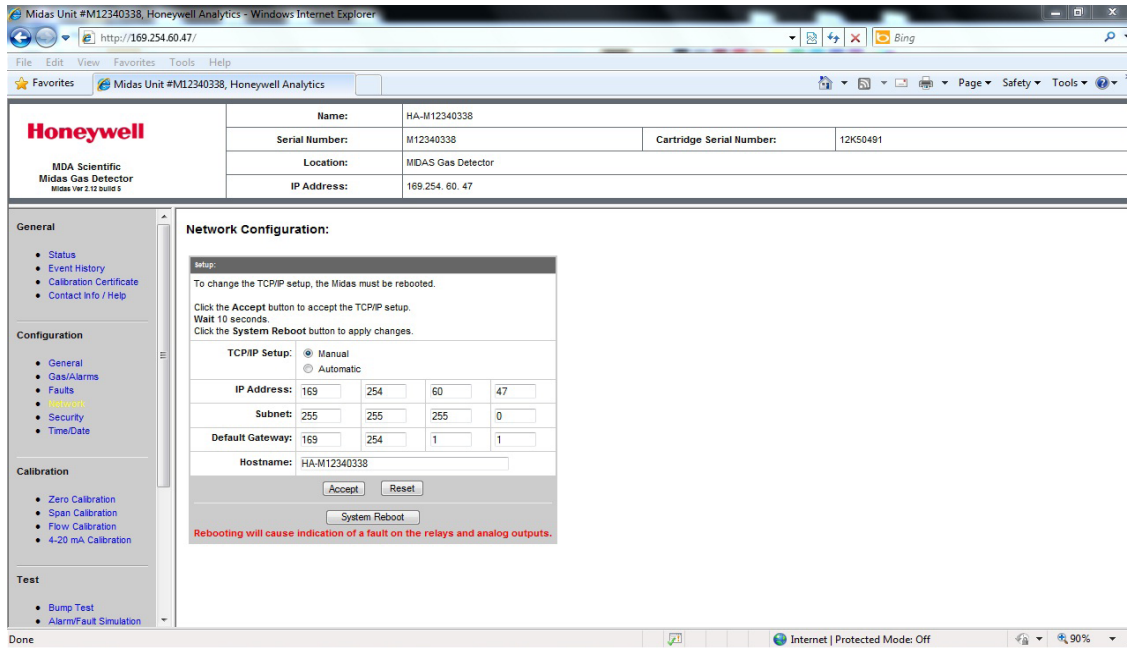 Midas Unit #M12340338, Honeywell Analytics - Windows Internet Explorer
http://169.254.60.47/
Bing
File Edit View Favorites Tools Help
Favorites
Midas Unit #M12340338, Honeywell Analytics
Page Safety Tools
Honeywell
MDA Scientific
Midas Gas Detector
Midas Ver 2.12 build 5
Name: HA-M12340338
Serial Number: M12340338 Cartridge Serial Number: 12K50491
Location: MIDAS Gas Detector
IP Address: 169.254. 60. 47
General
Status
Event History
Calibration Certificate
Contact Info / Help
Configuration
General
Gas/Alarms
Faults
Network
Security
Time/Date
Calibration
Zero Calibration
Span Calibration
Flow Calibration
4-20 mA Calibration
Test
Bump Test
Alarm/Fault Simulation
Network Configuration:
Setup:
To change the TCP/IP setup, the Midas must be rebooted.
Click the Accept button to accept the TCP/IP setup.
Wait 10 seconds.
Click the System Reboot button to apply changes.
TCP/IP Setup: Manual
Automatic
IP Address: 169 254 60 47
Subnet: 255 255 255 0
Default Gateway: 169 254 1 1
Hostname: HA-M12340338
Accept Reset
System Reboot
Rebooting will cause indication of a fault on the relays and analog outputs.
Done
Internet | Protected Mode: Off
90%